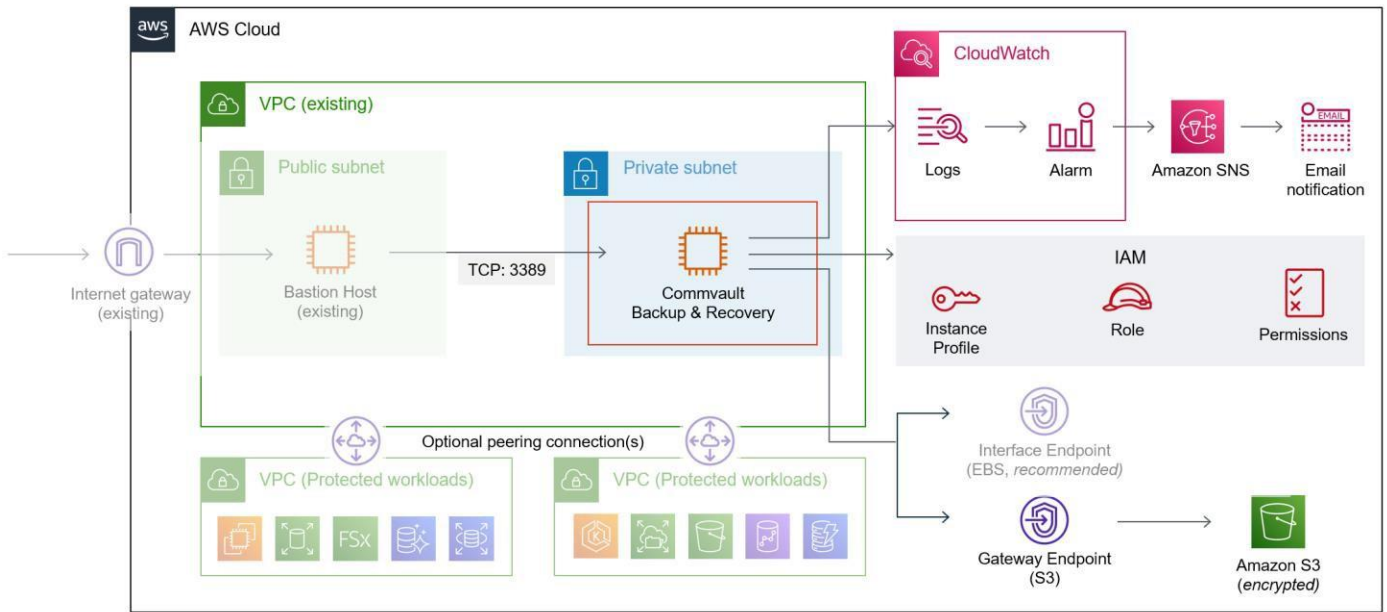 aws
AWS Cloud
CloudWatch
VPC (existing)
EMAIL
Logs
Alarm
Amazon SNS
Email
notification
Public subnet
Private subnet
Internet gateway
(existing)
Bastion Host
(existing)
TCP: 3389
Commvault
Backup & Recovery
IAM
Instance
Profile
Role
Permissions
Optional peering connection(s)
Interface Endpoint
(EBS, recommended)
VPC (Protected workloads)
FSx
VPC (Protected workloads)
K
Gateway Endpoint
(S3)
Amazon S3
(encrypted)